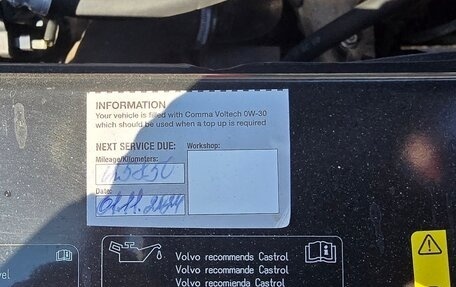 INFORMATION
Your vehicle is filled with Comma Voltech 0W-30
which should be used when a top up is required
NEXT SERVICE DUE:
Mileage/Kilometers:
Workshop:
Date:
Volvo recommends Castrol
Volvo recommande Castrol
Volvo recomienda Castrol